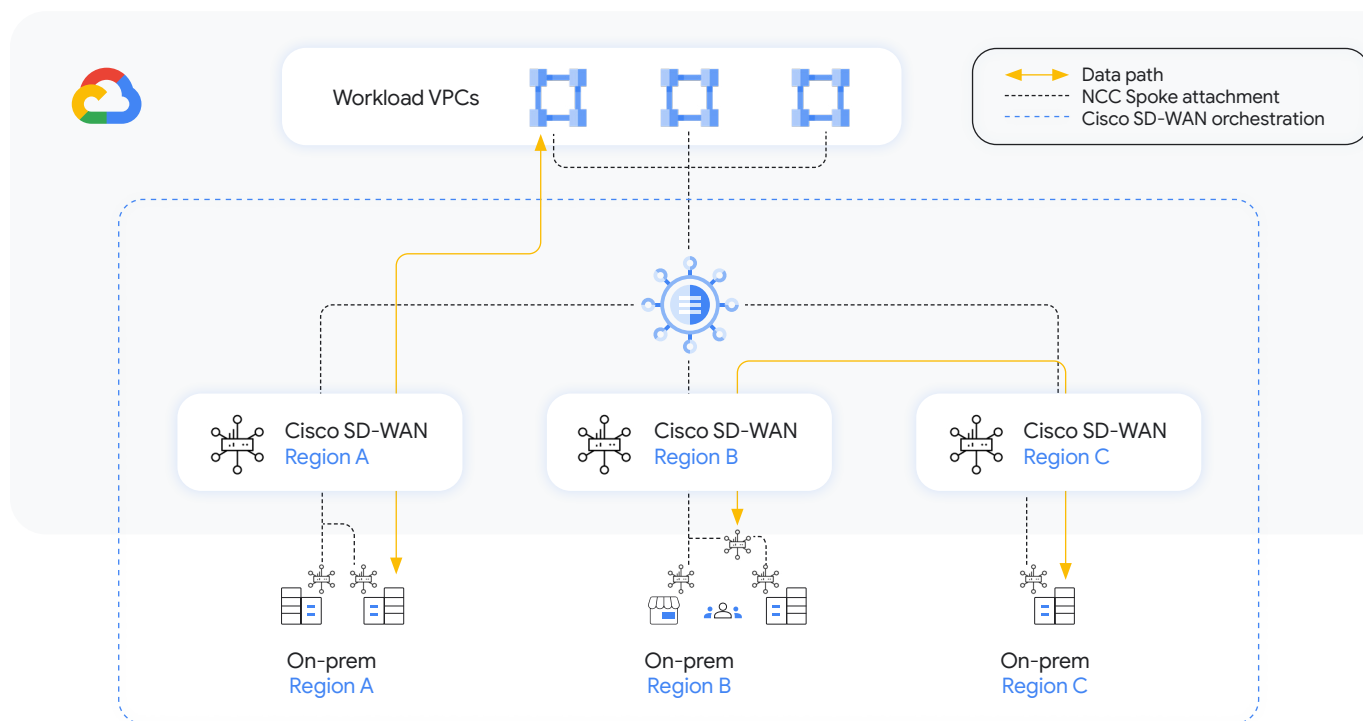 Workload VPCs
Data path
NCC Spoke attachment
Cisco SD-WAN orchestration
Cisco SD-WAN
Region A
Cisco SD-WAN
Region B
Cisco SD-WAN
Region C
On-prem
Region A
On-prem
Region B
On-prem
Region C